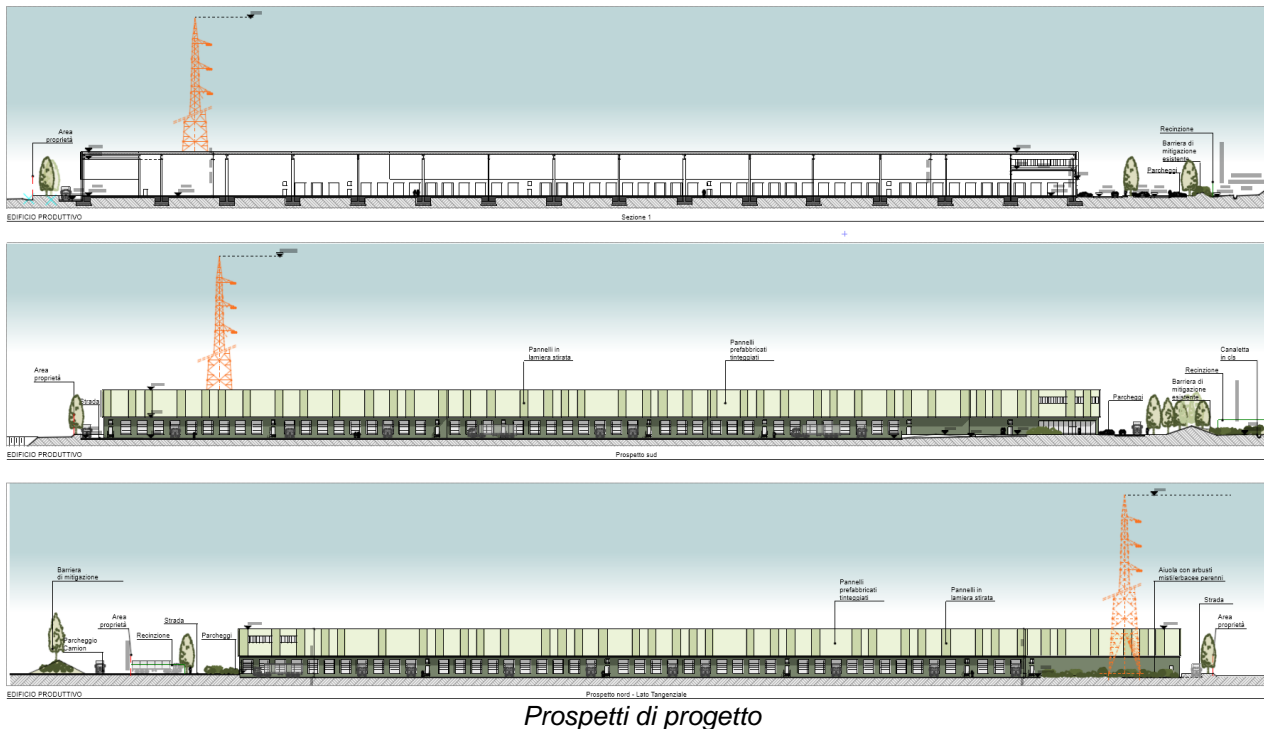 Area
proprietà
Recinzione
Barriera di
mitigazione
esistente
Parcheggi
EDIFICIO PRODUTTIVO
Sezione 1
Area
proprietà
Strada
Pannelli in
lamiera stirata
Pannelli
prefabbricati
tinteggiati
Canaletta
in cls
Recinzione
Barriera di
mitigazione
esistente
Parcheggi
EDIFICIO PRODUTTIVO
Prospetto sud
Barriera
di mitigazione
Parcheggio
Camion
Area
proprietà
Recinzione
Strada
Parcheggi
Pannelli
prefabbricati
tinteggiati
Pannelli in
lamiera stirata
Aiuola con arbusti
misti/erbacee perenni
Strada
Area
proprietà
EDIFICIO PRODUTTIVO
Prospetto nord - Lato Tangenziale
Prospetti di progetto